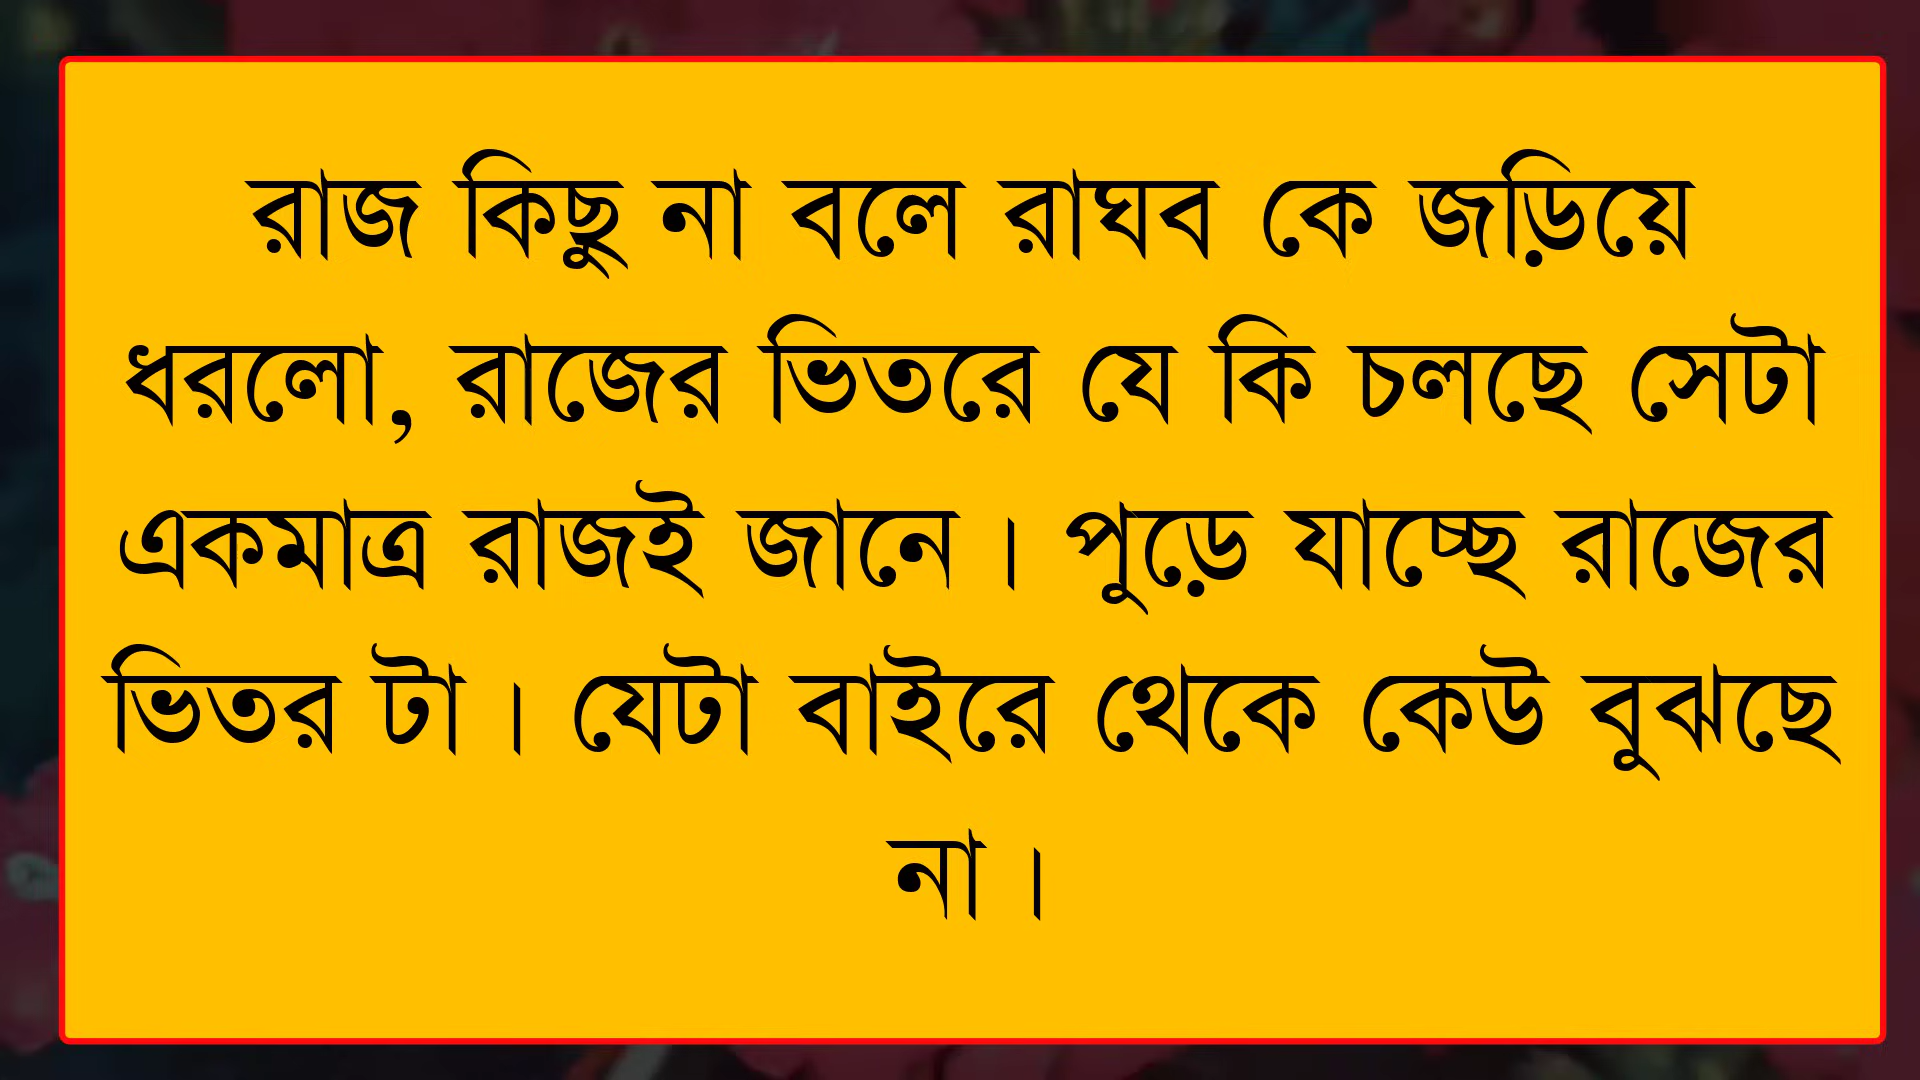 রাজ কিছু না বলে রাঘব কে জড়িয়ে
ধরলো, রাজের ভিতরে যে কি চলছে সেটা
একমাত্র রাজই জানে । পুড়ে যাচ্ছে রাজের
ভিতর টা । যেটা বাইরে থেকে কেউ বুঝছে
না ।